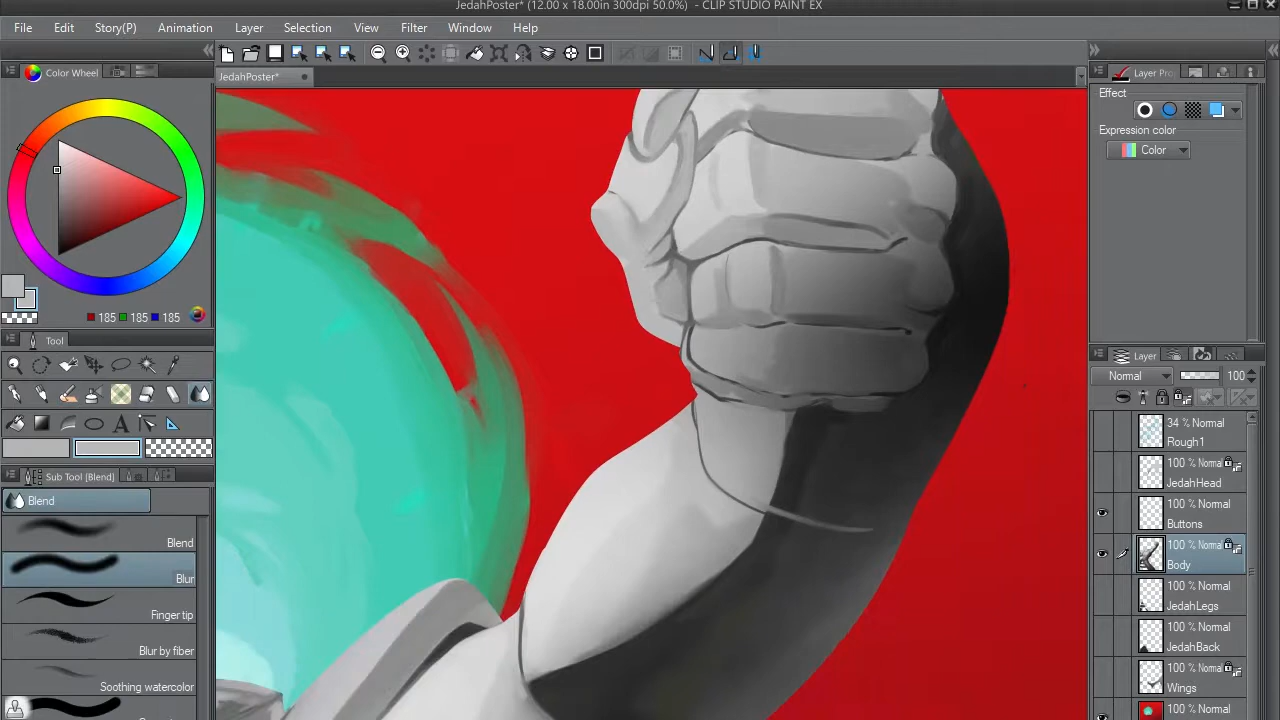 JedahPoster* (12.00 x 18.00in 300dpi 50.0%)  - CLIP STUDIO PAINT EX
File Edit Story(P) Animation Layer Selection View Filter Window Help
Color Wheel
JedahPoster*
Layer Pro
Effect
Expression color
Color
185 185 185
Tool
Layer
Normal 100
34 % Normal
Rough1
100 % Normal
JedahHead
100 % Normal
Buttons
100 % Normal
Body
100 % Normal
JedahLegs
100 % Normal
JedahBack
100 % Normal
Wings
100 % Normal
Sub Tool [Blend]
Blend
Blend
Blur
Finger tip
Blur by fiber
Soothing watercolor